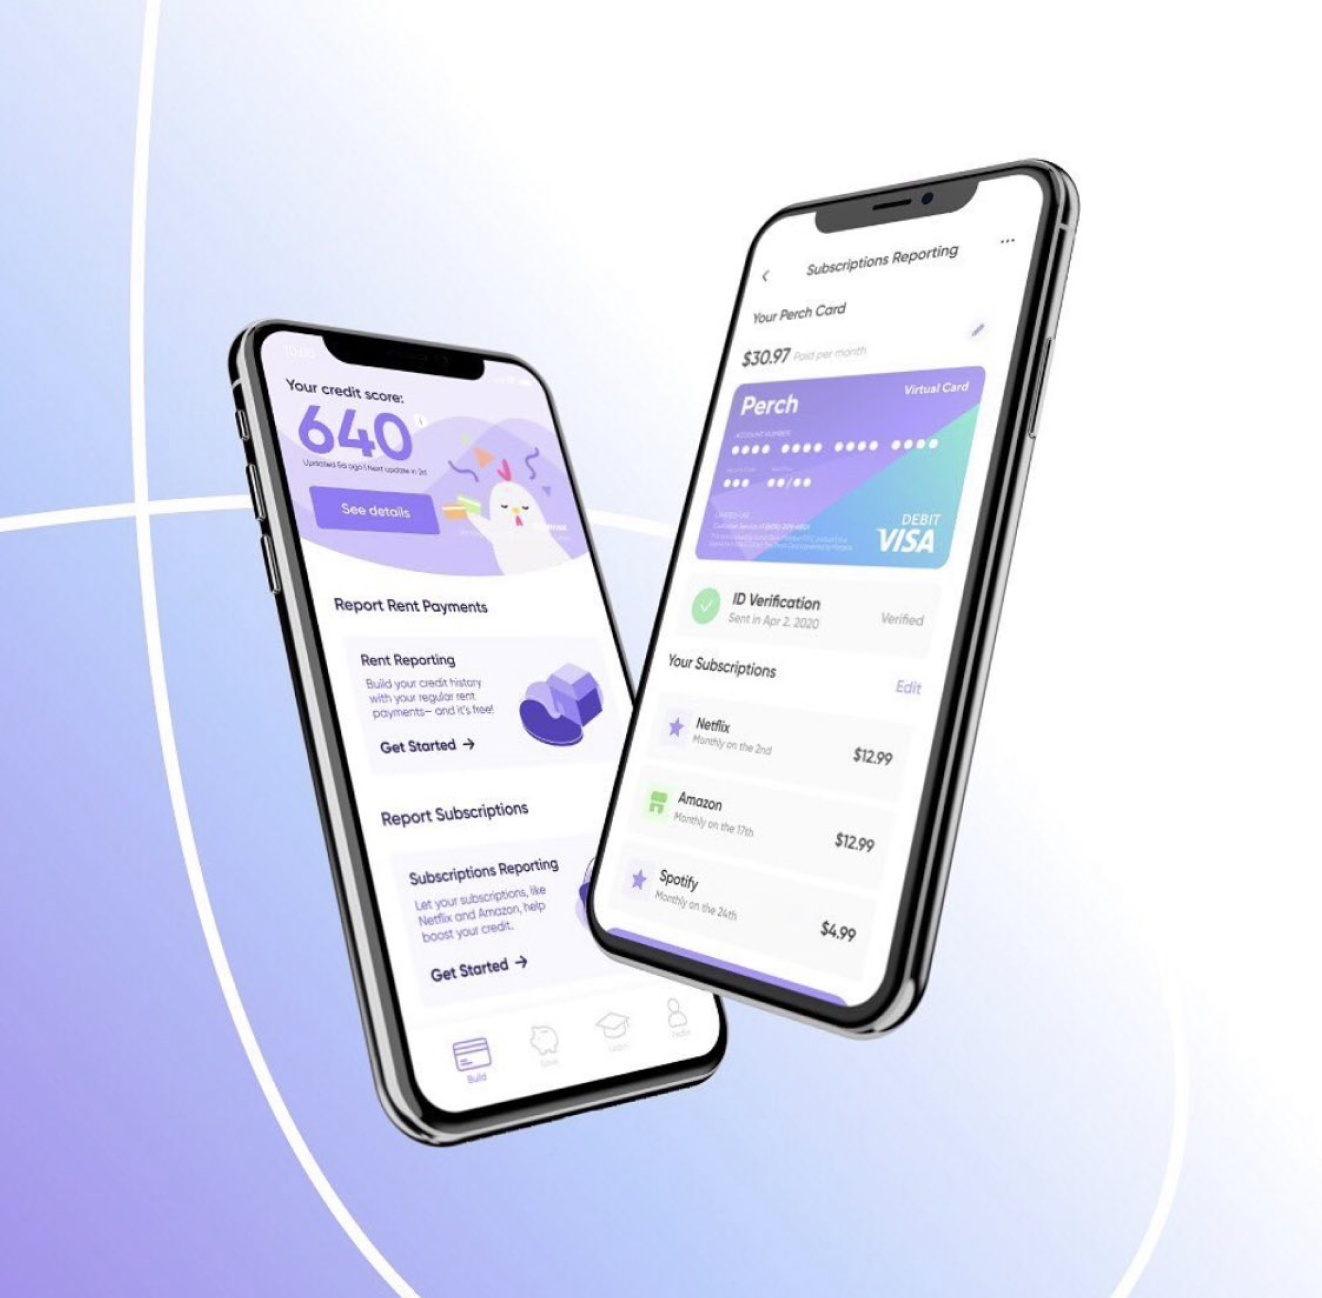 Your credit score:
640
Updated 5d ago | Next update in 2d
See details
Report Rent Payments
Rent Reporting
Build your credit history
with your regular rent
payments— and it's free!
Get Started →
Report Subscriptions
Subscriptions Reporting
Let your subscriptions, like
Netflix and Amazon, help
boost your credit.
Get Started →
Build
Save
Learn
Profile
Subscriptions Reporting
Your Perch Card
$30.97 Paid per month
Perch
Virtual Card
ACCOUNT NUMBER
DEBIT
VISA
ID Verification
Sent in Apr 2, 2020
Verified
Your Subscriptions
Edit
Netflix
Monthly on the 2nd
$12.99
Amazon
Monthly on the 17th
$12.99
Spotify
Monthly on the 24th
$4.99